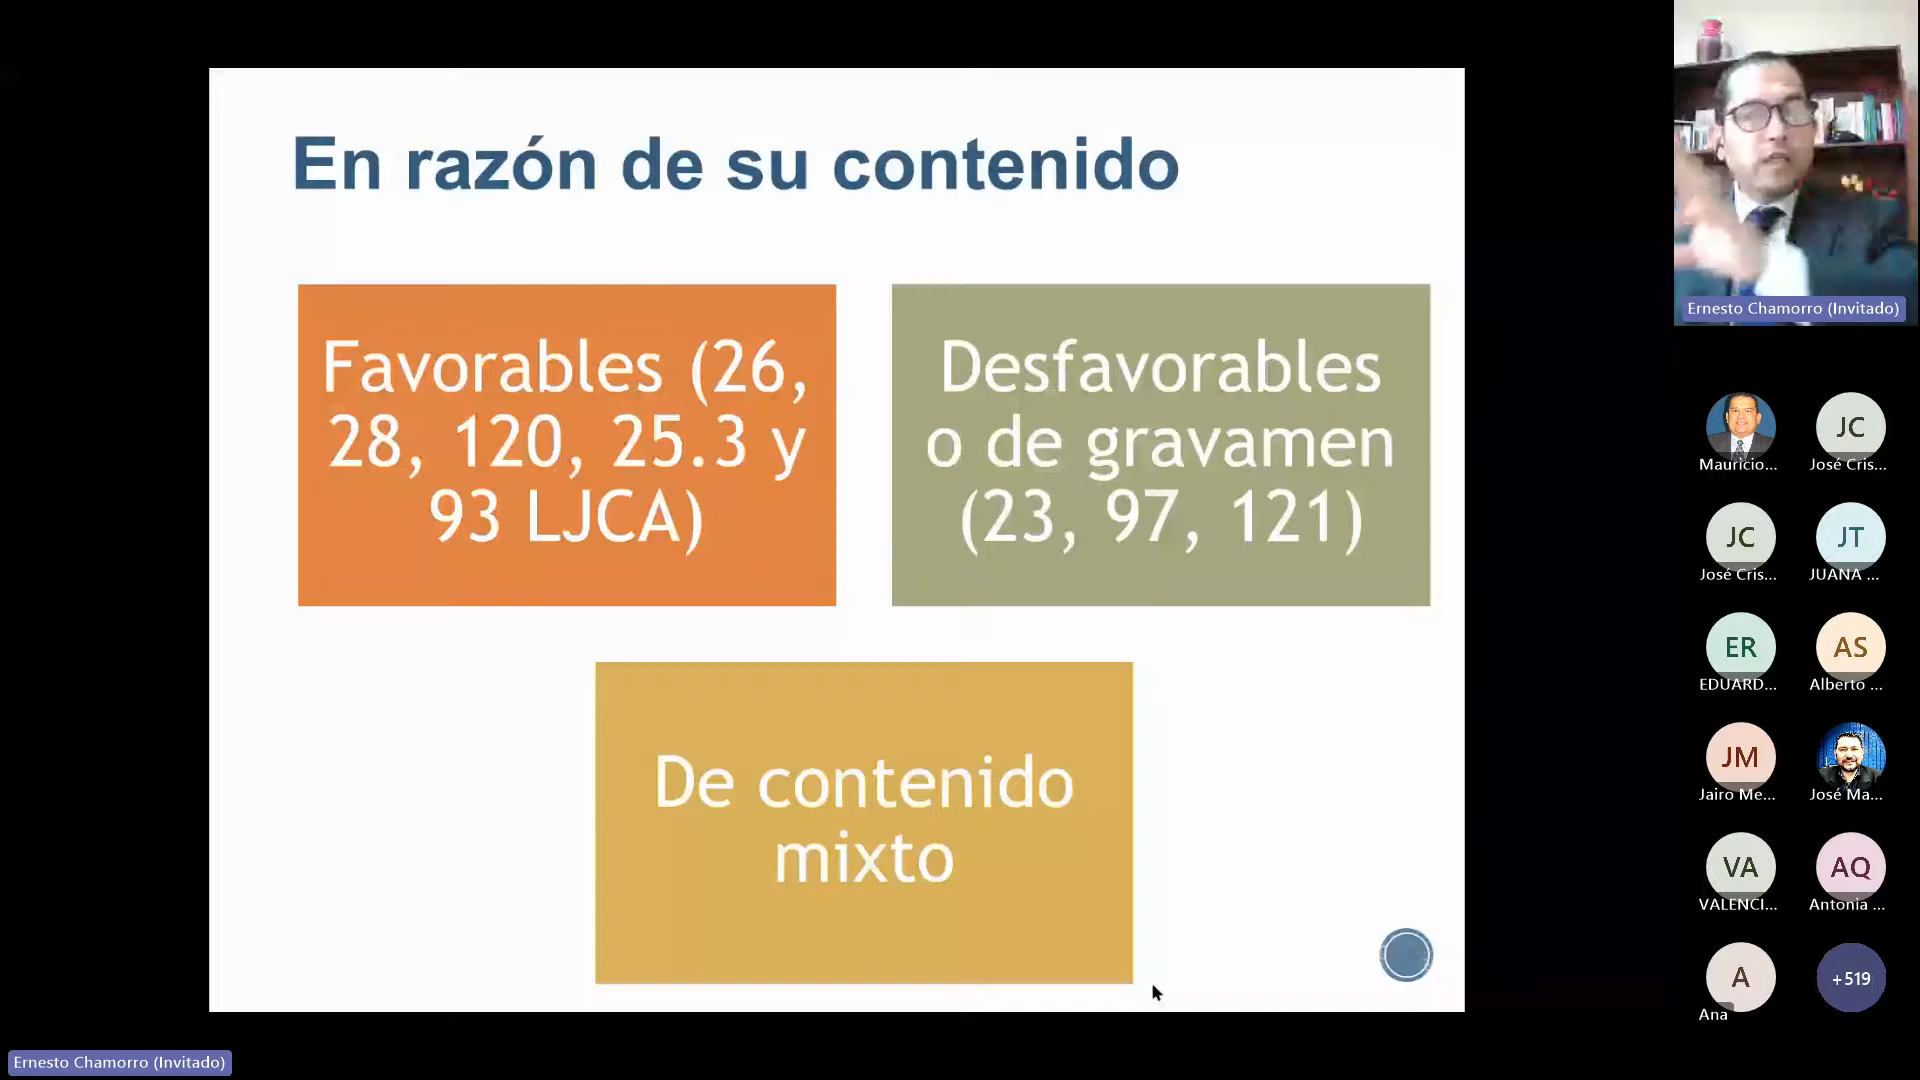 En razón de su contenido
Favorables (26,
28, 120, 25.3 y
93 LJCA)
Desfavorables
o de gravamen
(23, 97, 121)
De contenido
mixto
Ernesto Chamorro (Invitado)
Mauricio...
JC
José Cris...
JC
José Cris...
JT
JUANA ...
ER
EDUARD...
AS
Alberto ...
JM
Jairo Me...
José Ma...
VA
VALENCI...
AQ
Antonia ...
A
Ana
+519
Ernesto Chamorro (Invitado)